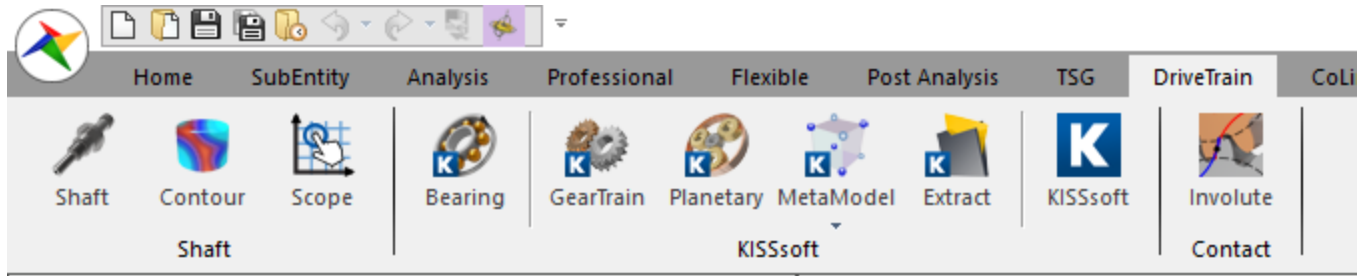 Home SubEntity Analysis Professional Flexible Post Analysis TSG DriveTrain CoLi
Shaft Contour Scope Bearing GearTrain Planetary MetaModel Extract KISSsoft Involute
Shaft KISSsoft Contact